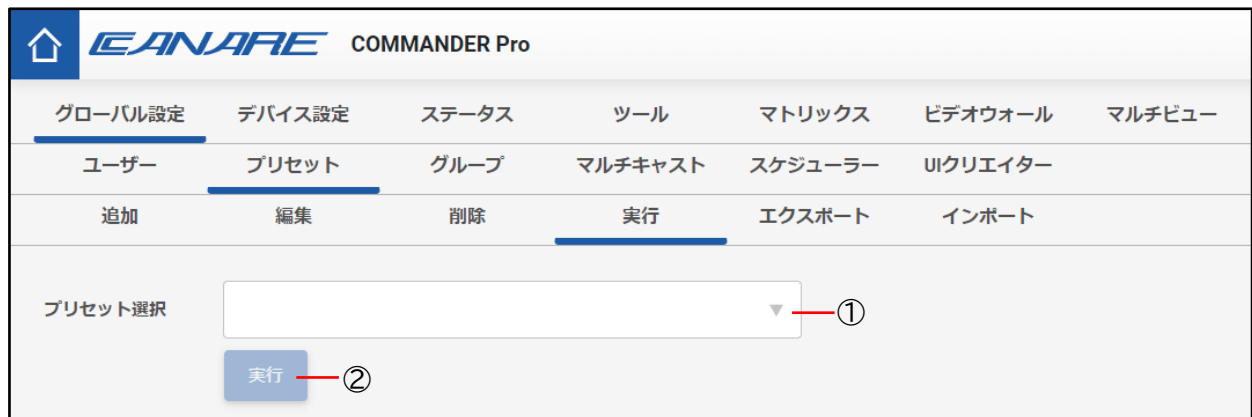 CANARE COMMANDER Pro
グローバル設定 デバイス設定 ステータス ツール マトリックス ビデオウォール マルチビュー
ユーザー プリセット グループ マルチキャスト スケジューラー UIクリエイター
追加 編集 削除 実行 エクスポート インポート
プリセット選択 ▼ ①
実行 ②